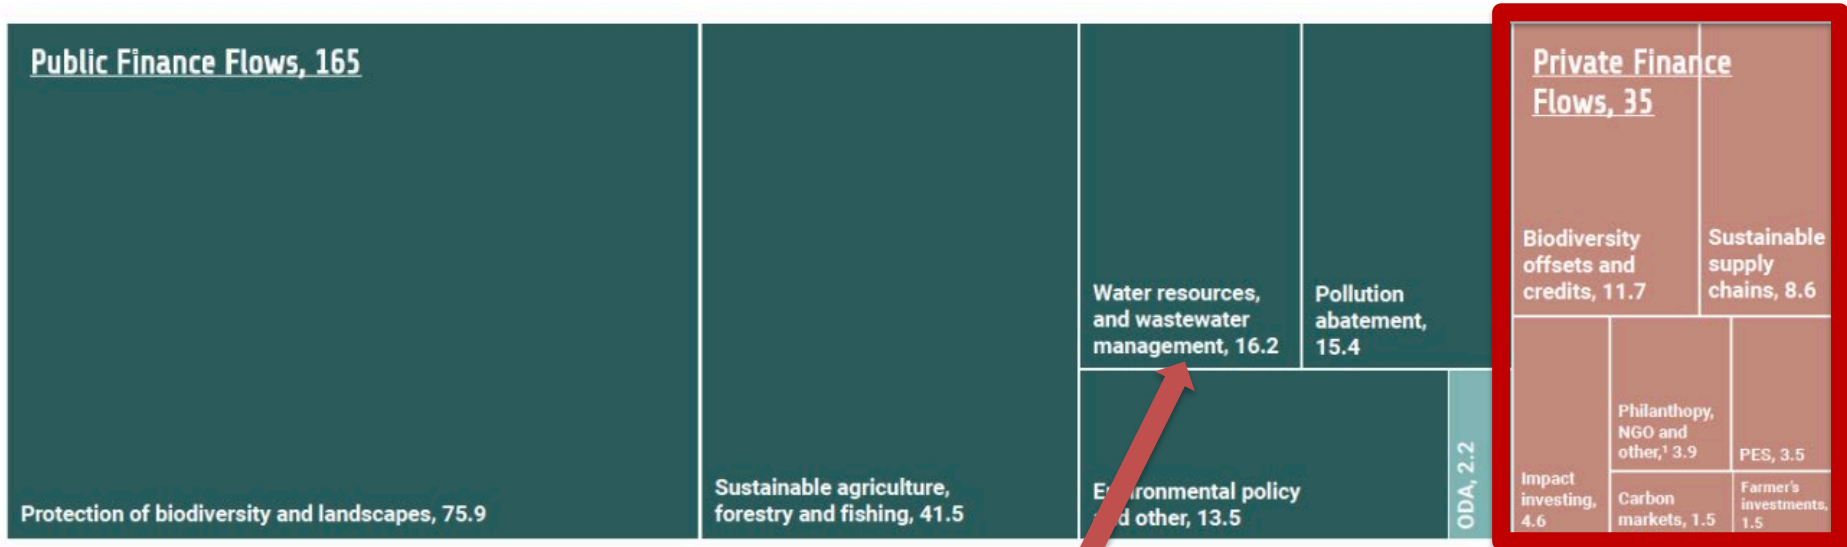 Public Finance Flows, 165
Protection of biodiversity and landscapes, 75.9
Sustainable agriculture,
forestry and fishing, 41.5
Water resources,
and wastewater
management, 16.2
Pollution
abatement,
15.4
policy
other, 13.5
ODA, 2.2
Private Finance
Flows, 35
Biodiversity
offsets and
credits, 11.7
Sustainable
supply
chains, 8.6
Impact
investing,
4.6
Philanthopy,
NGO and
other,¹ 3.9
PES, 3.5
Carbon
markets, 1.5
Farmer's
investments,
1.5